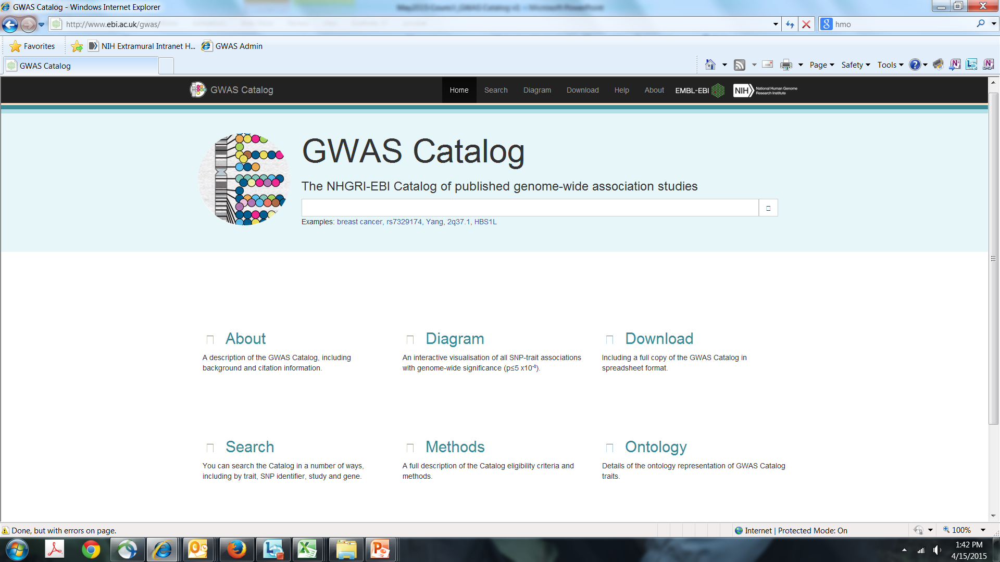 GWAS Catalog - Windows Internet Explorer
http://www.ebi.ac.uk/gwas/
hmo
Favorites
NIH Extramural Intranet H...
GWAS Admin
GWAS Catalog
Page
Safety
Tools
GWAS Catalog
Home
Search
Diagram
Download
Help
About
EMBL-EBI
NIH
National Human Genome
Research Institute
GWAS Catalog
The NHGRI-EBI Catalog of published genome-wide association studies
Examples: breast cancer, rs7329174, Yang, 2q37.1, HBS1L
About
A description of the GWAS Catalog, including
background and citation information.
Diagram
An interactive visualisation of all SNP-trait associations
with genome-wide significance (p≤5 x10⁻⁸).
Download
Including a full copy of the GWAS Catalog in
spreadsheet format.
Search
You can search the Catalog in a number of ways,
including by trait, SNP identifier, study and gene.
Methods
A full description of the Catalog eligibility criteria and
methods.
Ontology
Details of the ontology representation of GWAS Catalog
traits.
Done, but with errors on page.
Internet | Protected Mode: On
100%
1:42 PM
4/15/2015